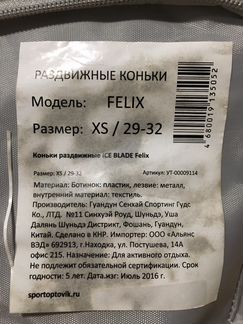 РАЗДВИЖНЫЕ КОНЬКИ
Модель: FELIX
Размер: XS / 29-32
4680019135052
Коньки раздвижные ICE BLADE Felix
Размер: XS / 29-32 Артикул: УТ-00009114
Материал: Ботинок: пластик, лезвие: металл,
внутренний материал: текстиль.
Производитель: Гуандун Сенхай Спортинг Гудс
Ко., ЛТД. №11 Синхуэй Роуд, Шуньдэ, Уша
Далянь Шуньдэ Дистрикт, Фошань, Гуандун,
Китай. Сделано в КНР. Импортер: ООО «Альянс
ВЭД» 692913, г.Находка, ул. Постышева, 14А
офис 215. Назначение: Для активного отдыха.
Не подлежит обязательной сертификации. Срок
годности: 5 лет. Дата изг: Июль 2016 г.
sportoptovik.ru